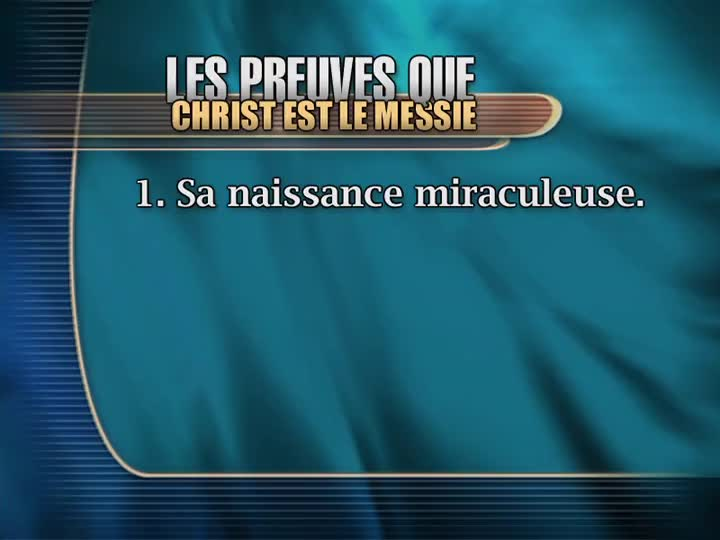 LES PREUVES QUE
CHRIST EST LE MESSIE
1. Sa naissance miraculeuse.